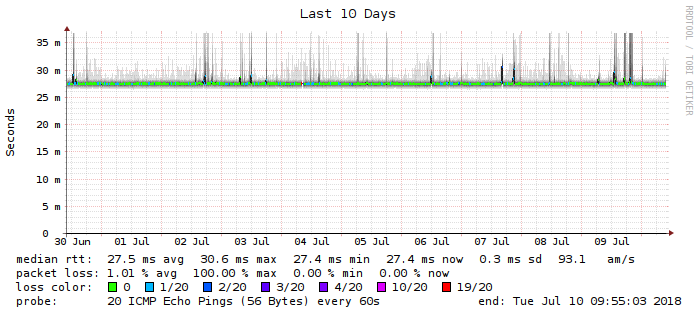 Last 10 Days
RRDTOOL / TOBI OETIKER
Seconds
35 m
30 m
25 m
20 m
15 m
10 m
5 m
0
30 Jun 01 Jul 02 Jul 03 Jul 04 Jul 05 Jul 06 Jul 07 Jul 08 Jul 09 Jul
median rtt: 27.5 ms avg 30.6 ms max 27.4 ms min 27.4 ms now 0.3 ms sd 93.1 am/s
packet loss: 1.01 % avg 100.00 % max 0.00 % min 0.00 % now
loss color: 0 1/20 2/20 3/20 4/20 10/20 19/20
probe: 20 ICMP Echo Pings (56 Bytes) every 60s end: Tue Jul 10 09:55:03 2018